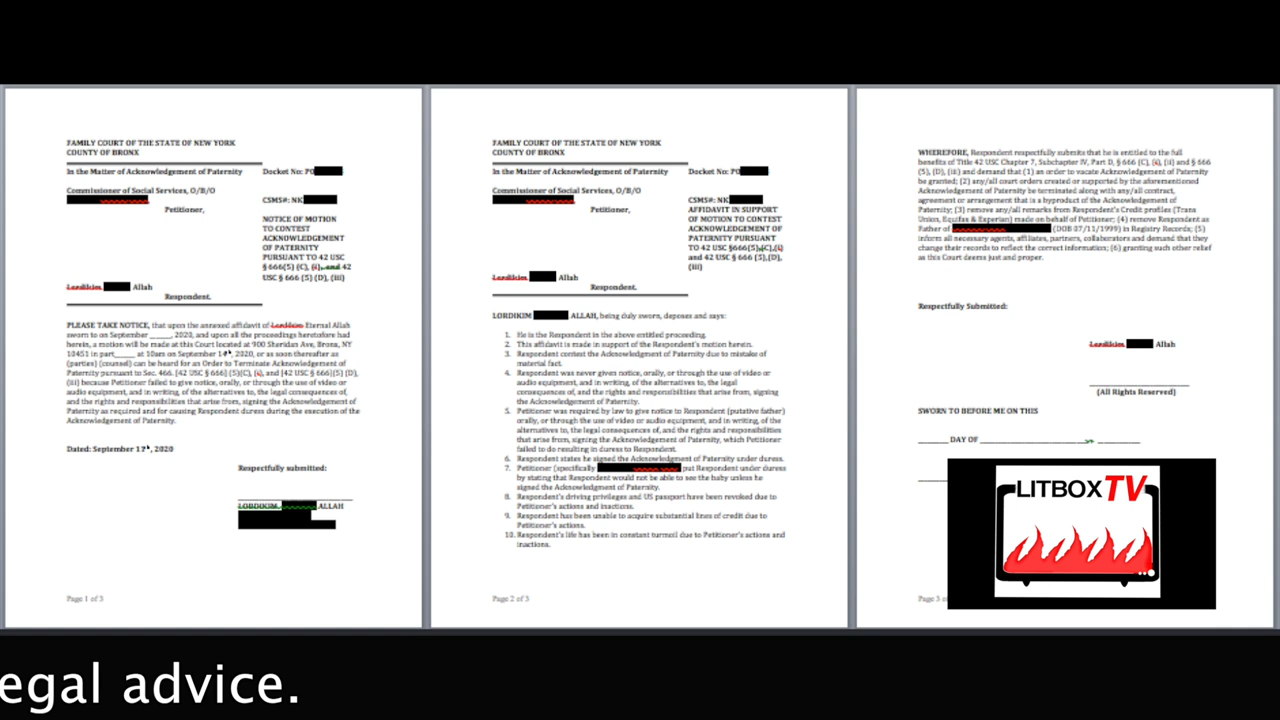 FAMILY COURT OF THE STATE OF NEW YORK
COUNTY OF BRONX
In the Matter of Acknowledgement of Paternity
Docket No: P0
Commissioner of Social Services, O/B/O
CSMS#: NK
Petitioner,
NOTICE OF MOTION
TO CONTEST
ACKNOWLEDGEMENT
OF PATERNITY
PURSUANT TO 42 USC
§ 666(5) (C), (i), and 42
USC § 666 (5) (D), (iii)
Lordikim Allah
Respondent.
PLEASE TAKE NOTICE, that upon the annexed affidavit of Lordikim Eternal Allah
sworn to on September ______, 2020, and upon all the proceedings heretofore had
herein, a motion will be made at this Court located at 900 Sheridan Ave, Bronx, NY
10451 in part_____ at 10am on September 14, 2020, or as soon thereafter as
(parties) (counsel) can be heard for an Order to Terminate Acknowledgement of
Paternity pursuant to Sec. 466. [42 USC § 666] (5)(C), (i), and [42 USC § 666](5) (D),
(iii) because Petitioner failed to give notice, orally, or through the use of video or
audio equipment, and in writing, of the alternatives to, the legal consequences of,
and the rights and responsibilities that arise from, signing the Acknowledgement of
Paternity as required and for causing Respondent duress during the execution of the
Acknowledgement of Paternity.
Dated: September 1, 2020
Respectfully submitted:
LORDIKIM, ALLAH
Page 1 of 3
FAMILY COURT OF THE STATE OF NEW YORK
COUNTY OF BRONX
In the Matter of Acknowledgement of Paternity
Docket No: P0
Commissioner of Social Services, O/B/O
CSMS#: NK
Petitioner,
AFFIDAVIT IN SUPPORT
OF MOTION TO CONTEST
ACKNOWLEDGEMENT OF
PATERNITY PURSUANT
TO 42 USC §666(5),(C),(i)
and 42 USC § 666 (5),(D),
(iii)
Lordikim Allah
Respondent.
LORDIKIM ALLAH, being duly sworn, deposes and says:
1. He is the Respondent in the above entitled proceeding.
2. This affidavit is made in support of the Respondent's motion herein.
3. Respondent contest the Acknowledgement of Paternity due to mistake of
material fact.
4. Respondent was never given notice, orally, or through the use of video or
audio equipment, and in writing, of the alternatives to, the legal
consequences of, and the rights and responsibilities that arise from, signing
the Acknowledgement of Paternity.
5. Petitioner was required by law to give notice to Respondent (putative father)
orally, or through the use of video or audio equipment, and in writing, of the
alternatives to, the legal consequences of, and the rights and responsibilities
that arise from, signing the Acknowledgement of Paternity, which Petitioner
failed to do resulting in duress to Respondent.
6. Respondent states he signed the Acknowledgment of Paternity under duress.
7. Petitioner (specifically put Respondent under duress
by stating that Respondent would not be able to see the baby unless he
signed the Acknowledgment of Paternity.
8. Respondent's driving privileges and US passport have been revoked due to
Petitioner's actions and inactions.
9. Respondent has been unable to acquire substantial lines of credit due to
Petitioner's actions.
10. Respondent's life has been in constant turmoil due to Petitioner's actions and
inactions.
Page 2 of 3
WHEREFORE, Respondent respectfully submits that he is entitled to the full
benefits of Title 42 USC Chapter 7, Subchapter IV, Part D, § 666 (C), (i), (ii) and § 666
(5), (D), (iii) and demand that (1) an order to vacate Acknowledgment of Paternity
be granted; (2) any/all court orders created or supported by the aforementioned
Acknowledgement of Paternity be terminated along with any/all contract,
agreement or arrangement that is a byproduct of the Acknowledgment of
Paternity; (3) remove any/all remarks from Respondent's Credit profiles (Trans
Union, Equifax & Experian) made on behalf of Petitioner; (4) remove Respondent as
Father of (DOB 07/11/1999) in Registry Records; (5)
inform all necessary agents, affiliates, partners, collaborators and demand that they
change their records to reflect the correct information; (6) granting such other relief
as this Court deems just and proper.
Respectfully Submitted:
Lordikim Allah
(All Rights Reserved)
SWORN TO BEFORE ME ON THIS
_______ DAY OF ______________________, __________
LITBOXTV
Page 3 o
egal advice.